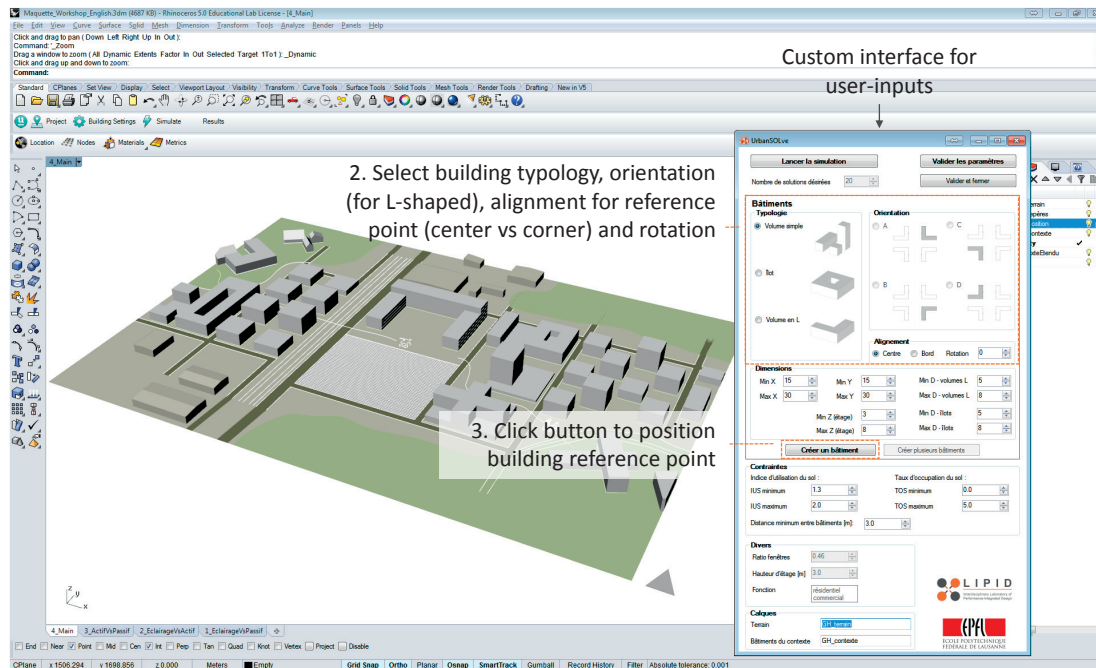 Maquette_Workshop_English.3dm (4687 KB) - Rhinoceros 5.0 Educational Lab License - [4_Main]
File Edit View Curve Surface Solid Mesh Dimension Transform Tools Analyze Render Panels Help
Click and drag to pan ( Down Left Right Up In Out ):
Command: '_Zoom
Drag a window to zoom ( All Dynamic Extents Factor In Out Selected Target 1To1 ): _Dynamic
Click and drag up and down to zoom:
Command:
Custom interface for
user-inputs
Standard CPlanes Set View Display Select Viewport Layout Visibility Transform Curve Tools Surface Tools Solid Tools Mesh Tools Render Tools Drafting New in V5
Project Building Settings Simulate Results
Location Nodes Materials Metrics
4_Main
2. Select building typology, orientation
(for L-shaped), alignment for reference
point (center vs corner) and rotation
3. Click button to position
building reference point
UrbanSOLve
Lancer la simulation Valider les paramètres
Nombre de solutions désirées 20 Valider et fermer
Bâtiments
Typologie Orientation
Volume simple A C
Îlot
B D
Volume en L
Alignement
Centre Bord Rotation 0
Dimensions
Min X 15 Min Y 15 Min D - volumes L 5
Max X 30 Max Y 30 Max D - volumes L 8
Min Z (étage) 3 Min D - îlots 5
Max Z (étage) 8 Max D - îlots 8
Créer un bâtiment Créer plusieurs bâtiments
Contraintes
Indice d'utilisation du sol : Taux d'occupation du sol :
IUS minimum 1.3 TOS minimum 0.0
IUS maximum 2.0 TOS maximum 5.0
Distance minimum entre bâtiments [m]: 3.0
Divers
Ratio fenêtres 0.46
Hauteur d'étage [m] 3.0
Fonction résidentiel
commercial
LIPID
Interdisciplinary Laboratory of
Performance-Integrated Design
Calques
Terrain GH_terrain
Bâtiments du contexte GH_contexte
EPFL
ECOLE POLYTECHNIQUE
FEDERALE DE LAUSANNE
z y x
4_Main 3_ActifVsPassif 2_EclairageVsActif 1_EclairageVsPassif
End Near Point Mid Cen Int Perp Tan Quad Knot Vertex Project Disable
CPlane x 1506.294 y 1698.856 z 0.000 Meters Empty Grid Snap Ortho Planar Osnap SmartTrack Gumball Record History Filter Absolute tolerance: 0.001